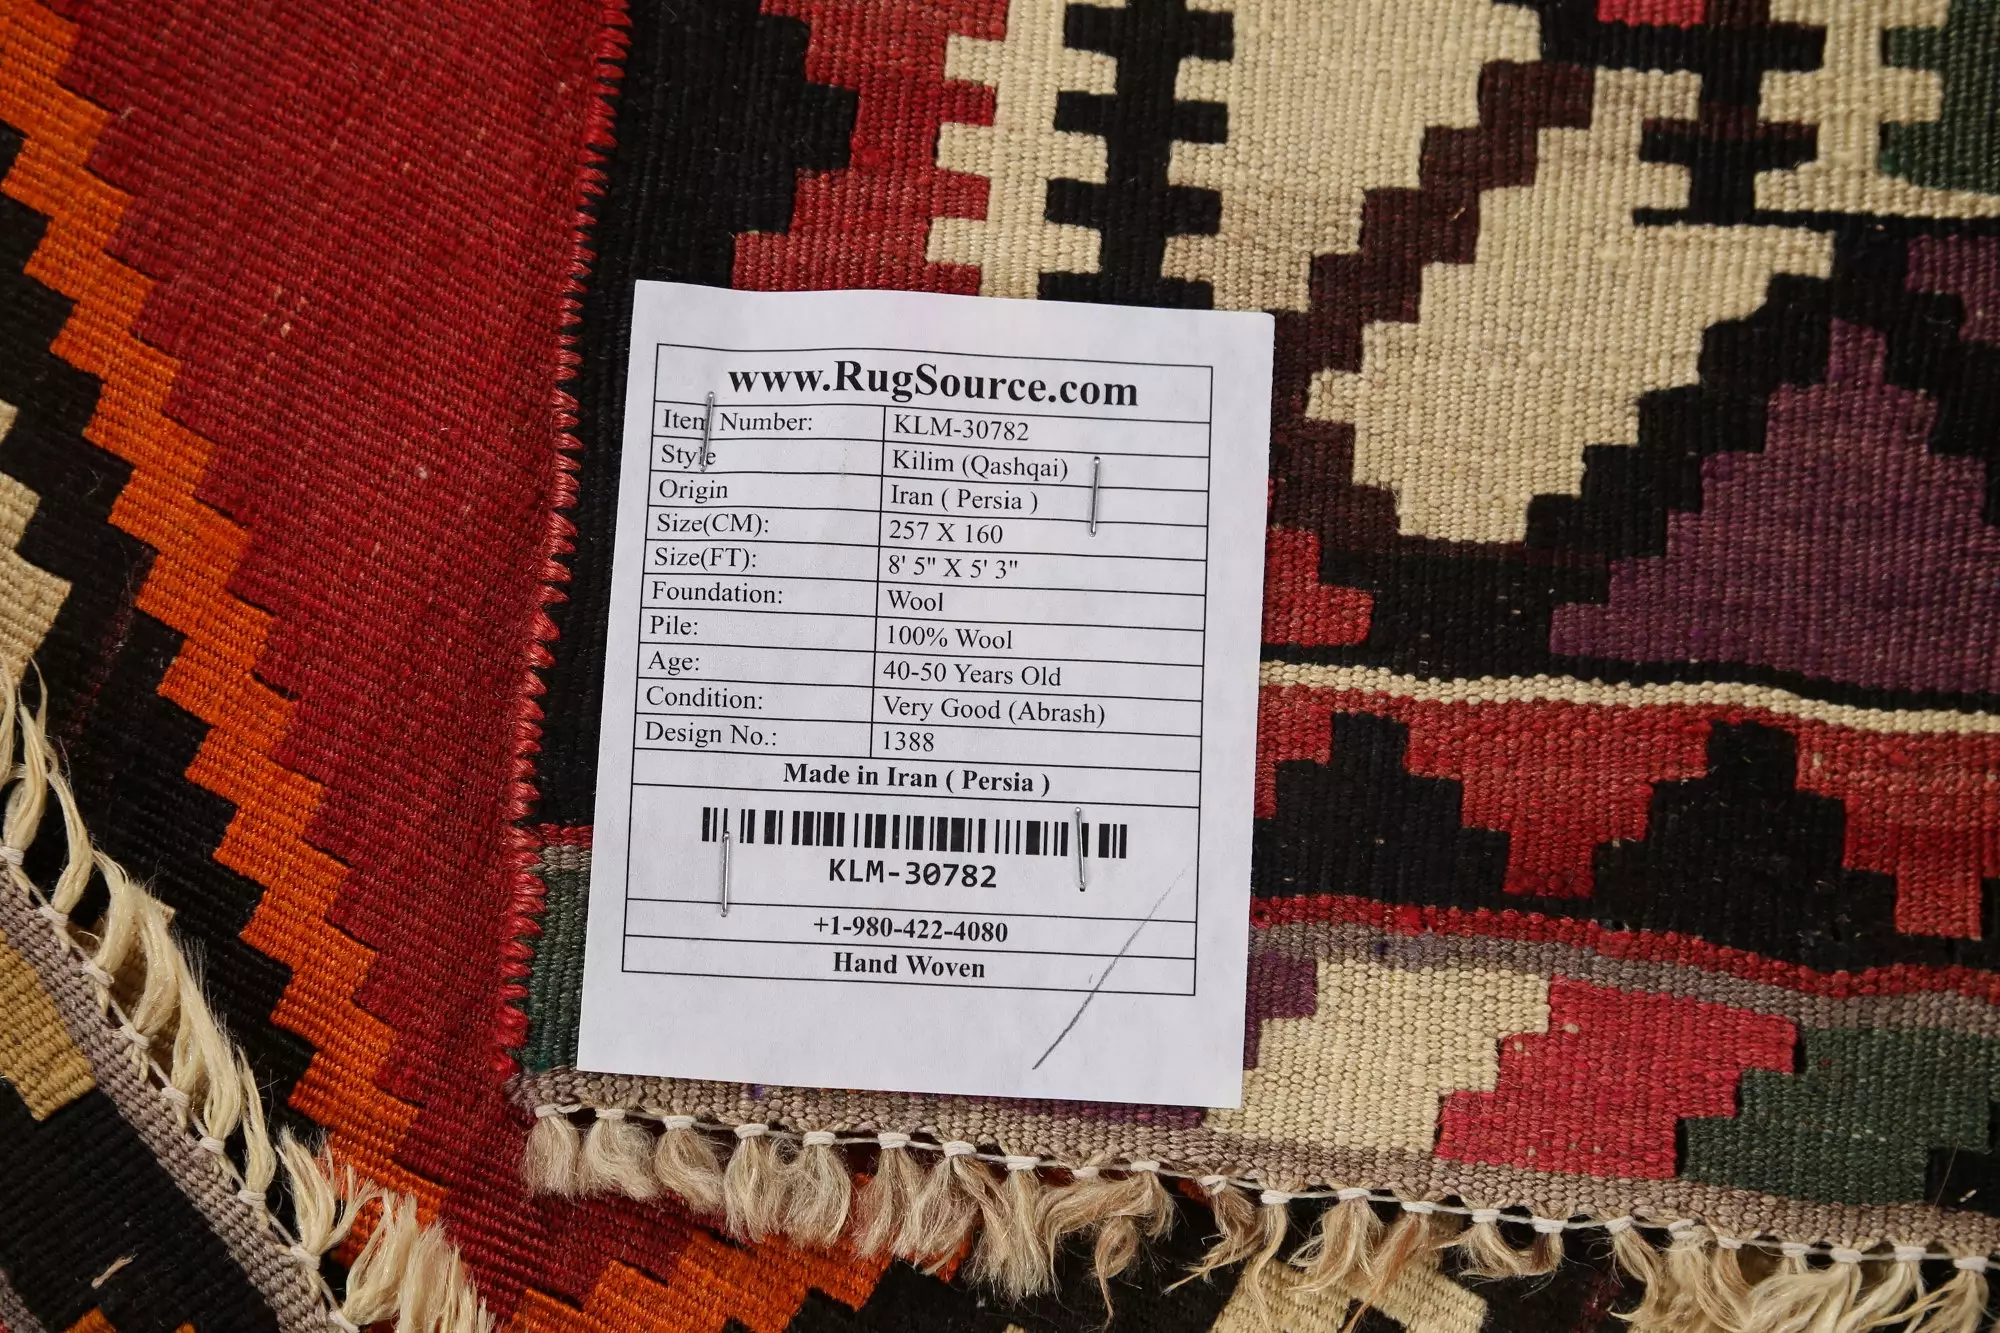 www.RugSource.com
Item Number: KLM-30782
Style Kilim (Qashqai)
Origin Iran ( Persia )
Size(CM): 257 X 160
Size(FT): 8' 5" X 5' 3"
Foundation: Wool
Pile: 100% Wool
Age: 40-50 Years Old
Condition: Very Good (Abrash)
Design No.: 1388
Made in Iran ( Persia )
KLM-30782
+1-980-422-4080
Hand Woven